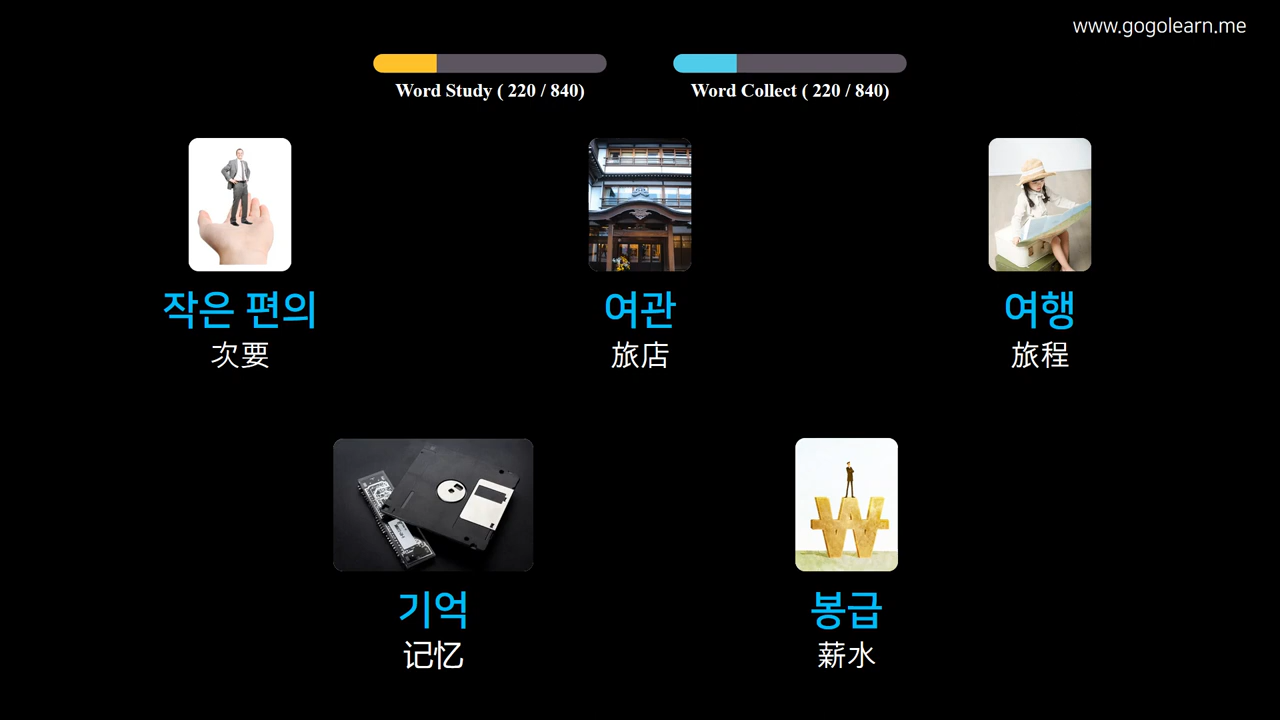 www.gogolearn.me
Word Study ( 220 / 840)
Word Collect ( 220 / 840)
작은 편의
여관
여행
次要
旅店
旅程
기억
봉급
记忆
薪水